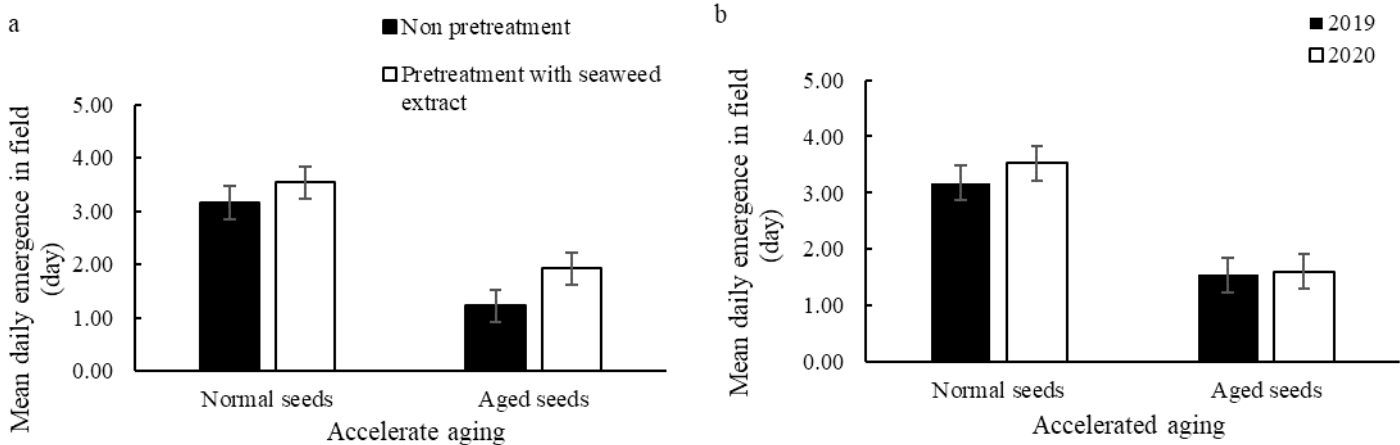 a
Non pretreatment
Pretreatment with seaweed
extract
Mean daily emergence in field
(day)
5.00
4.00
3.00
2.00
1.00
0.00
Normal seeds
Aged seeds
Accelerate aging
b
2019
2020
Mean daily emergence in field
(day)
5.00
4.00
3.00
2.00
1.00
0.00
Normal seeds
Aged seeds
Accelerated aging